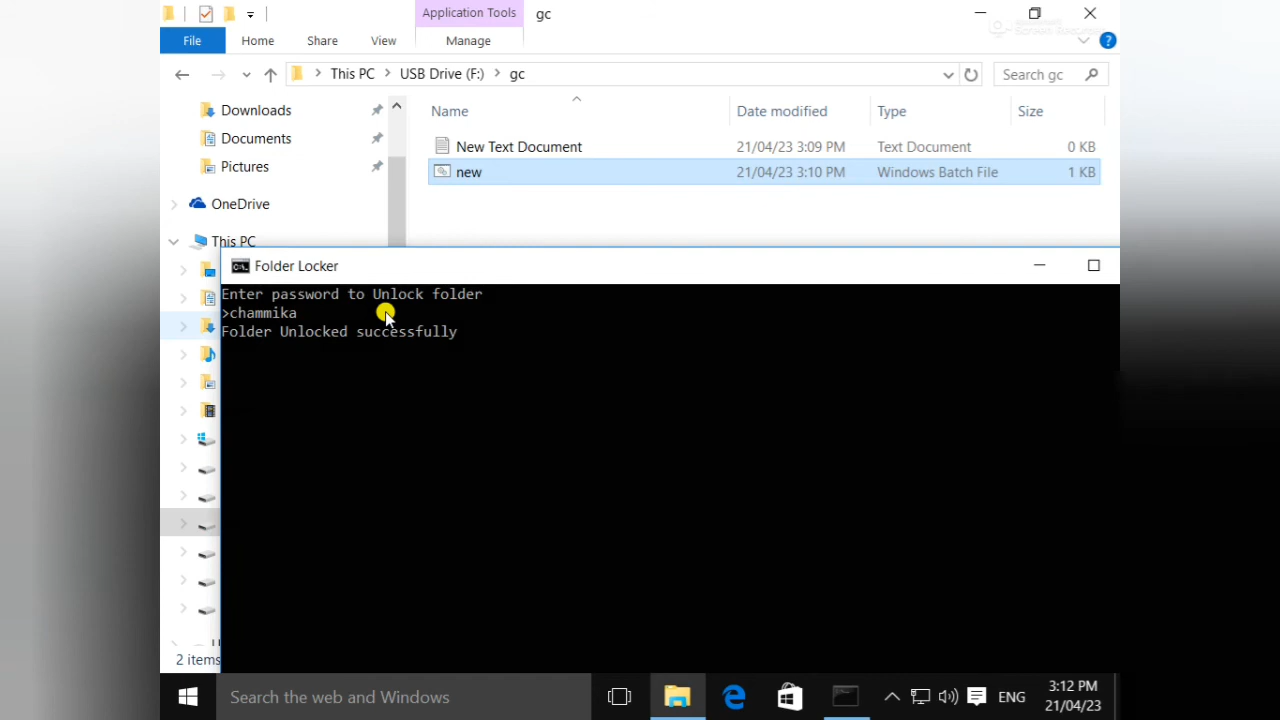 Application Tools
gc
File
Home
Share
View
Manage
This PC
USB Drive (F:)
gc
Search gc
Downloads
Documents
Pictures
OneDrive
This PC
Name
Date modified
Type
Size
New Text Document
21/04/23 3:09 PM
Text Document
0 KB
new
21/04/23 3:10 PM
Windows Batch File
1 KB
Folder Locker
Enter password to Unlock folder
>chammika
Folder Unlocked successfully
2 items
Search the web and Windows
ENG
3:12 PM
21/04/23